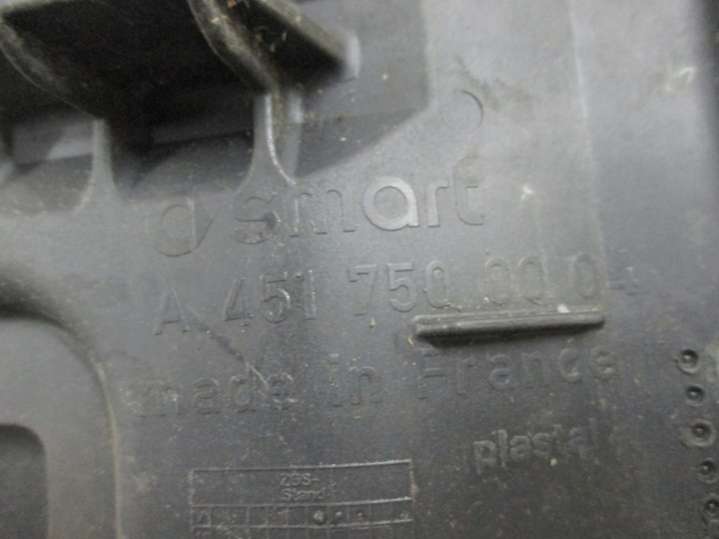 smart
A 451 750 00 04
made in France
plastal
ZGS-
Stand